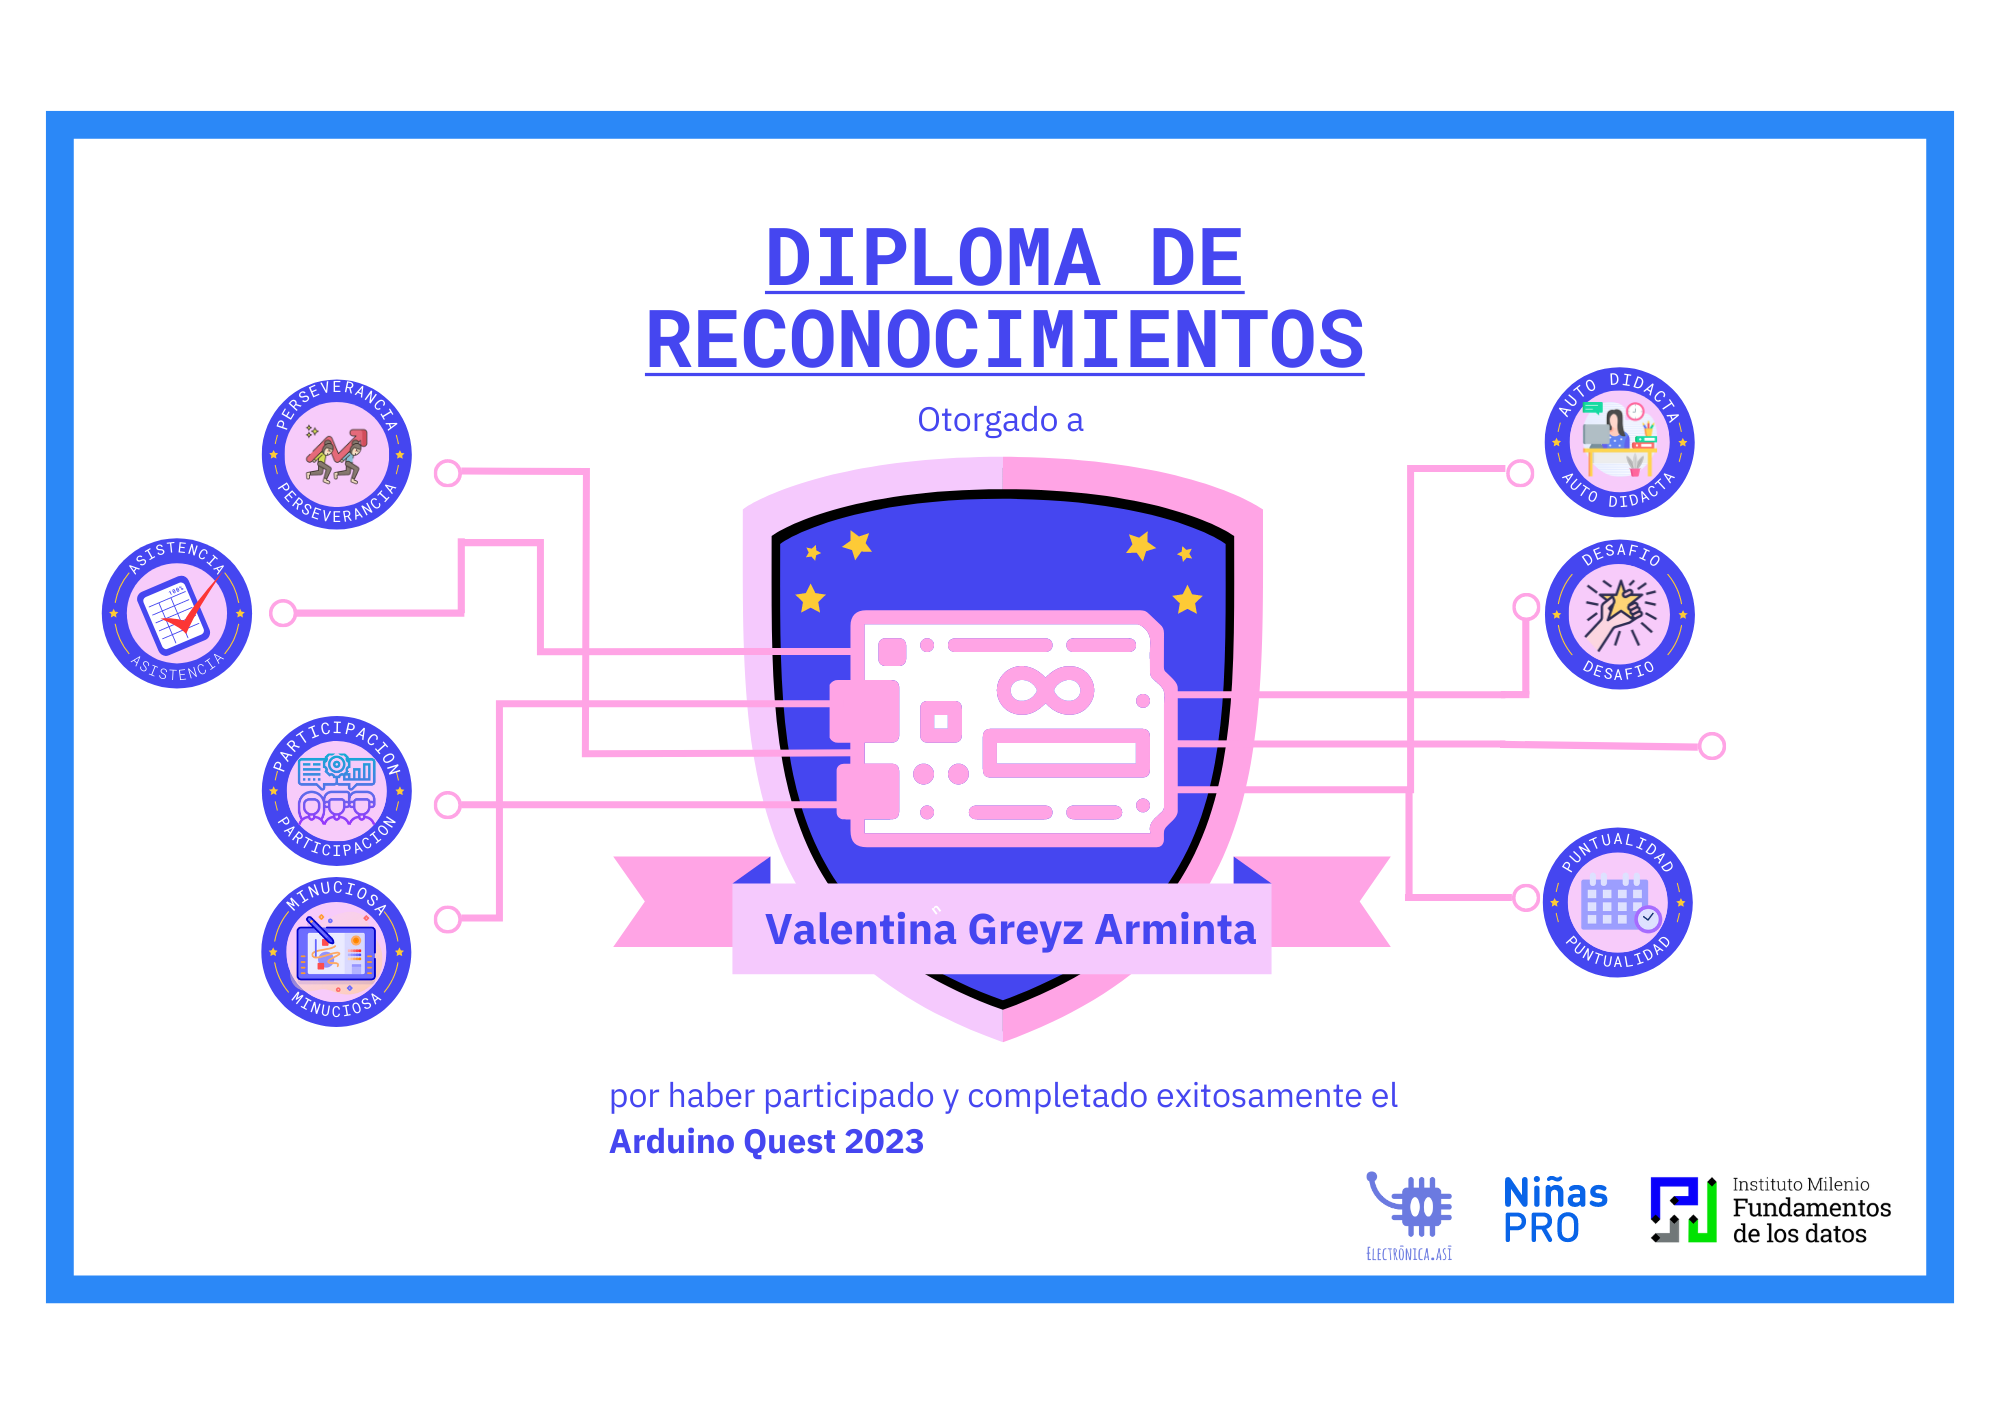 DIPLOMA DE
RECONOCIMIENTOS
Otorgado a
PERSEVERANCIA
PERSEVERANCIA
ASISTENCIA
100%
ASISTENCIA
PARTICIPACION
PARTICIPACION
MINUCIOSA
MINUCIOSA
AUTO DIDACTA
AUTO DIDACTA
DESAFIO
DESAFIO
PUNTUALIDAD
PUNTUALIDAD
Valentina Greyz Arminta
por haber participado y completado exitosamente el
Arduino Quest 2023
ELECTRÓNICA.ASÍ
Niñas
PRO
Instituto Milenio
Fundamentos
de los datos